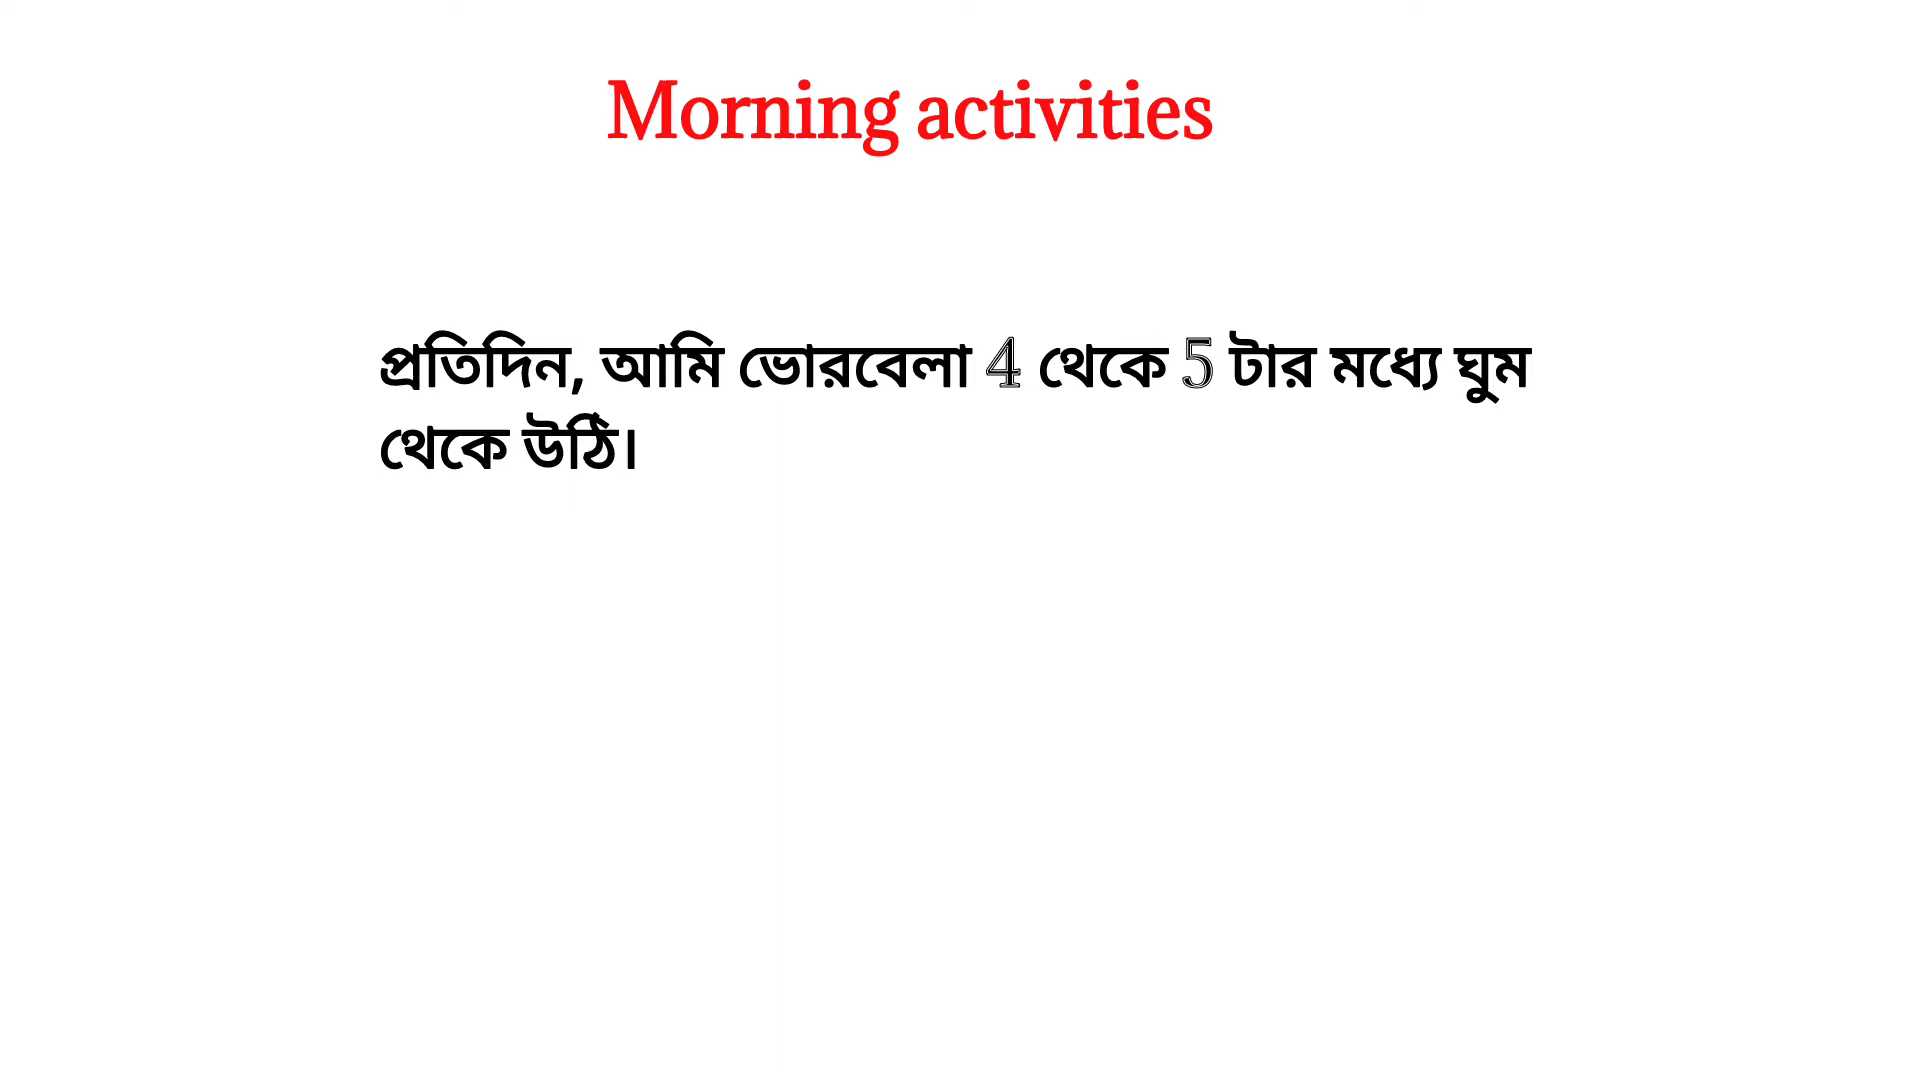 Morning activities
প্রতিদিন, আমি ভোরবেলা 4 থেকে 5 টার মধ্যে ঘুম
থেকে উঠি।